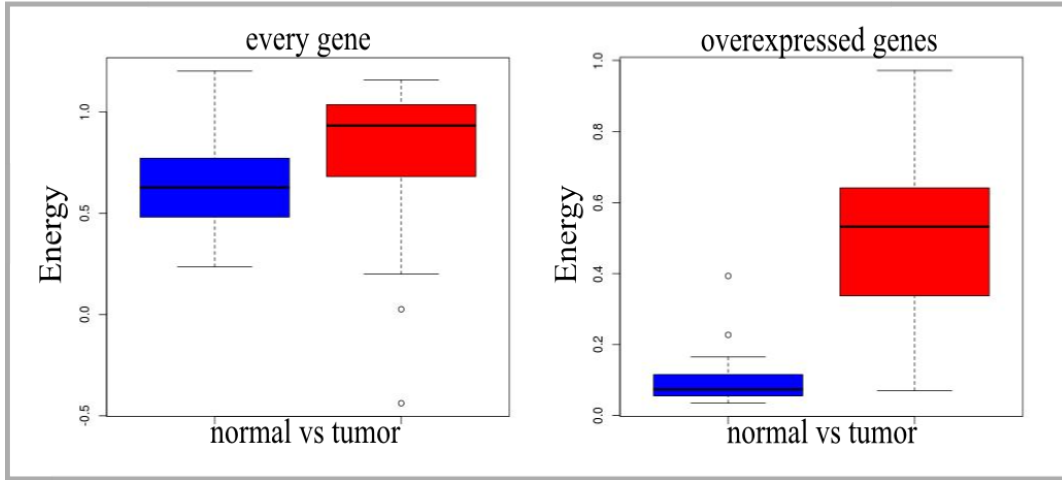 every gene
Energy
1.0
0.5
0.0
-0.5
normal vs tumor
overexpressed genes
Energy
1.0
0.8
0.6
0.4
0.2
0.0
normal vs tumor